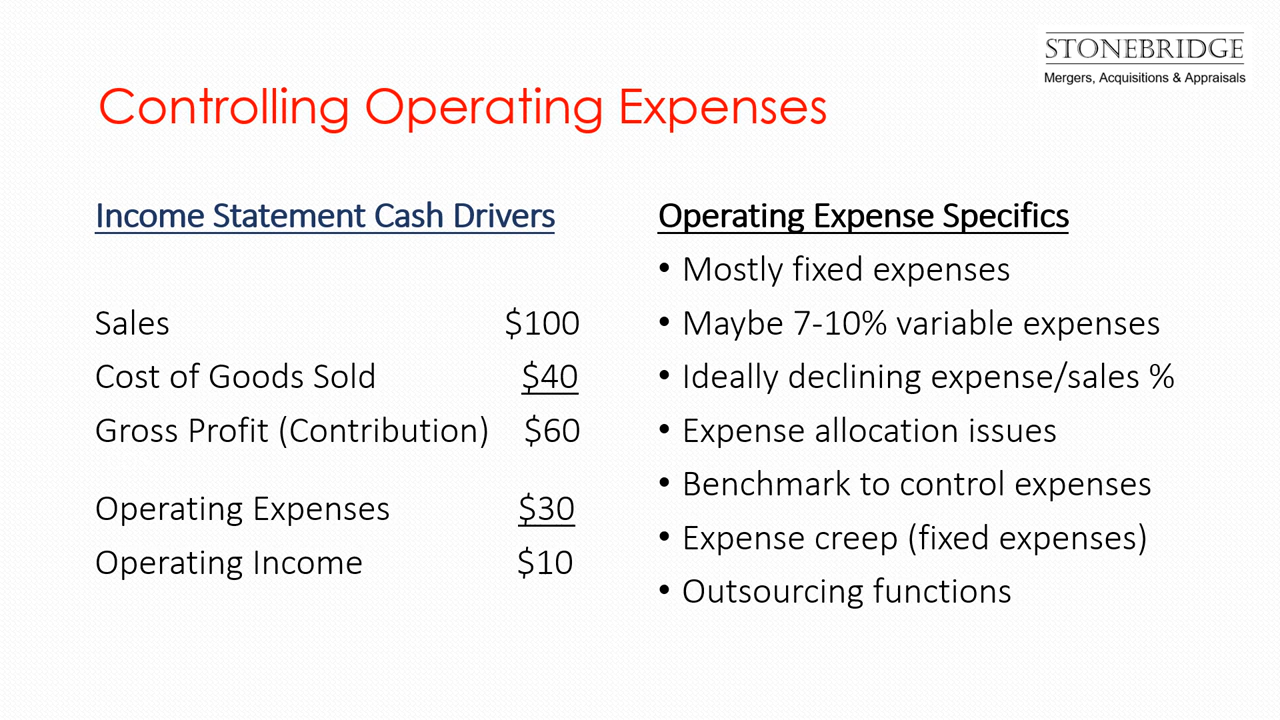 STONEBRIDGE
Mergers, Acquisitions & Appraisals
Controlling Operating Expenses
Income Statement Cash Drivers
Sales $100
Cost of Goods Sold $40
Gross Profit (Contribution) $60
Operating Expenses $30
Operating Income $10
Operating Expense Specifics
• Mostly fixed expenses
• Maybe 7-10% variable expenses
• Ideally declining expense/sales %
• Expense allocation issues
• Benchmark to control expenses
• Expense creep (fixed expenses)
• Outsourcing functions